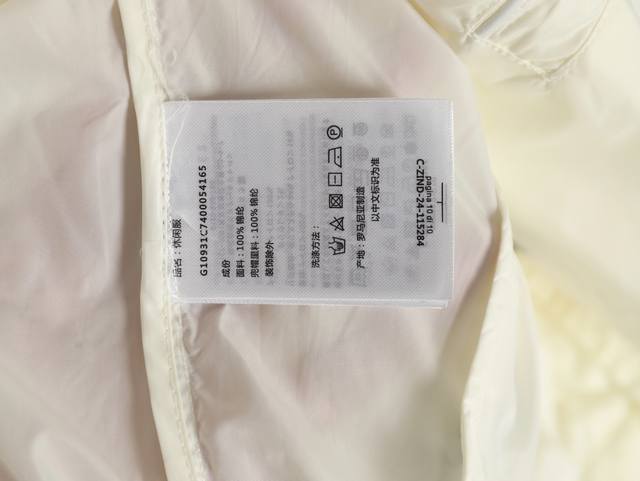 品名：休闲服
G10931C7400054165
成份
面料：100% 锦纶
兜帽里料：100% 锦纶
装饰除外
洗涤方法：
产地：罗马尼亚制造
以中文标识为准
pagina 10 di 10
C-ZIND-24-115284